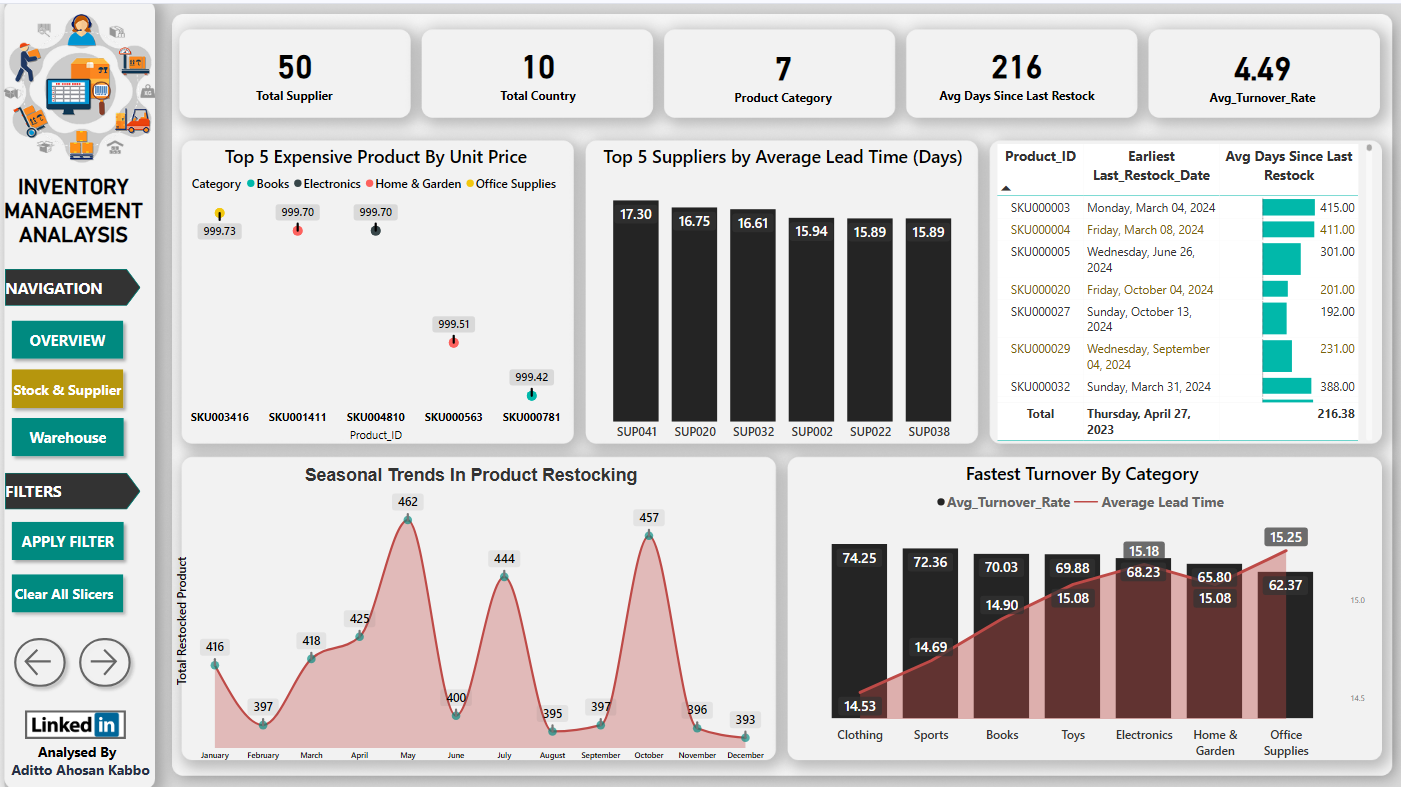 INVENTORY
MANAGEMENT
ANALAYSIS
NAVIGATION
OVERVIEW
Stock & Supplier
Warehouse
FILTERS
APPLY FILTER
Clear All Slicers
Linked in
Analysed By
Aditto Ahosan Kabbo
50
Total Supplier
10
Total Country
7
Product Category
216
Avg Days Since Last Restock
4.49
Avg_Turnover_Rate
Top 5 Expensive Product By Unit Price
Category Books Electronics Home & Garden Office Supplies
999.73
999.70
999.70
999.51
999.42
SKU003416 SKU001411 SKU004810 SKU000563 SKU000781
Product_ID
Top 5 Suppliers by Average Lead Time (Days)
17.30 16.75 16.61 15.94 15.89 15.89
SUP041 SUP020 SUP032 SUP002 SUP022 SUP038
Product_ID Earliest Avg Days Since Last
Last_Restock_Date Restock
SKU000003 Monday, March 04, 2024 415.00
SKU000004 Friday, March 08, 2024 411.00
SKU000005 Wednesday, June 26, 301.00
2024
SKU000020 Friday, October 04, 2024 201.00
SKU000027 Sunday, October 13, 192.00
2024
SKU000029 Wednesday, September 231.00
04, 2024
SKU000032 Sunday, March 31, 2024 388.00
Total Thursday, April 27, 216.38
2023
Seasonal Trends In Product Restocking
Total Restocked Product
416 397 418 425 462 400 444 395 397 457 396 393
January February March April May June July August September October November December
Fastest Turnover By Category
Avg_Turnover_Rate Average Lead Time
74.25 72.36 70.03 69.88 68.23 65.80 62.37
14.53 14.69 14.90 15.08 15.18 15.08 15.25
15.0
14.5
Clothing Sports Books Toys Electronics Home & Office
Garden Supplies